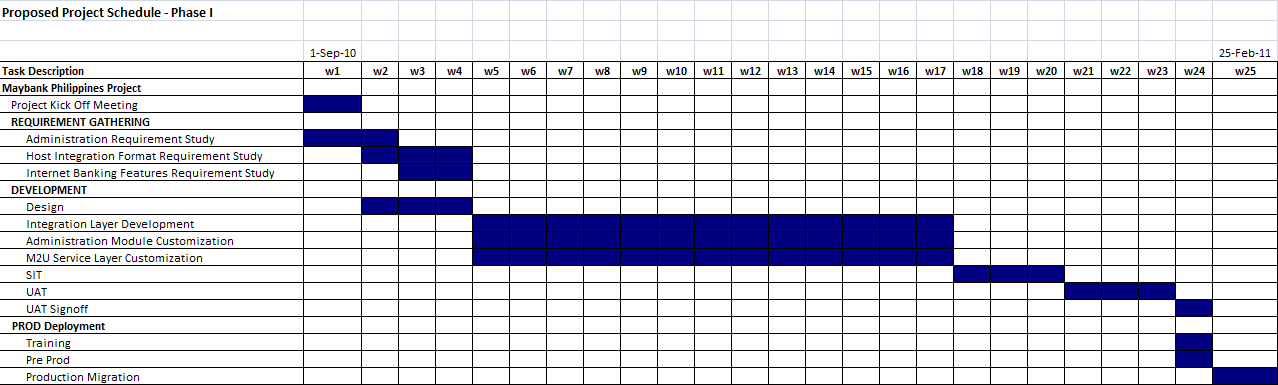 Proposed Project Schedule - Phase I
1-Sep-10 25-Feb-11
Task Description w1 w2 w3 w4 w5 w6 w7 w8 w9 w10 w11 w12 w13 w14 w15 w16 w17 w18 w19 w20 w21 w22 w23 w24 w25
Maybank Philippines Project
Project Kick Off Meeting
REQUIREMENT GATHERING
Administration Requirement Study
Host Integration Format Requirement Study
Internet Banking Features Requirement Study
DEVELOPMENT
Design
Integration Layer Development
Administration Module Customization
M2U Service Layer Customization
SIT
UAT
UAT Signoff
PROD Deployment
Training
Pre Prod
Production Migration